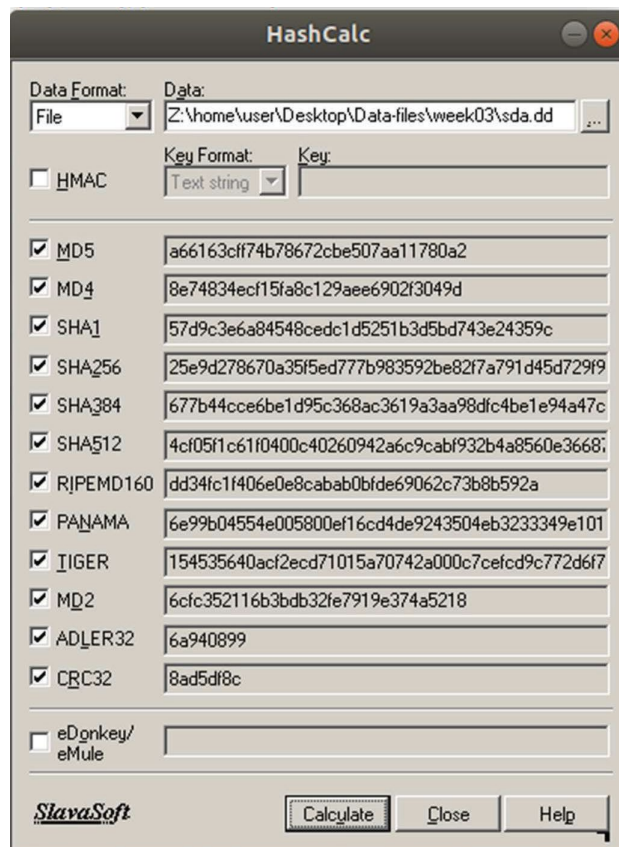 HashCalc
Data Format: Data:
File Z:\home\user\Desktop\Data-files\week03\sda.dd ...
Key Format: Key:
HMAC Text string
MD5 a66163cff74b78672cbe507aa11780a2
MD4 8e74834ecf15fa8c129aee6902f3049d
SHA1 57d9c3e6a84548cedc1d5251b3d5bd743e24359c
SHA256 25e9d278670a35f5ed777b983592be82f7a791d45d729f9
SHA384 677b44cce6be1d95c368ac3619a3aa98dfc4be1e94a47c
SHA512 4cf05f1c61f0400c40260942a6c9cabf932b4a8560e36687
RIPEMD160 dd34fc1f406e0e8cabab0bfde69062c73b8b592a
PANAMA 6e99b04554e005800ef16cd4de9243504eb3233349e101
TIGER 154535640acf2ecd71015a70742a000c7cefcd9c772d6f7
MD2 6cfc352116b3bdb32fe7919e374a5218
ADLER32 6a940899
CRC32 8ad5df8c
eDonkey/
eMule
SlavaSoft Calculate Close Help